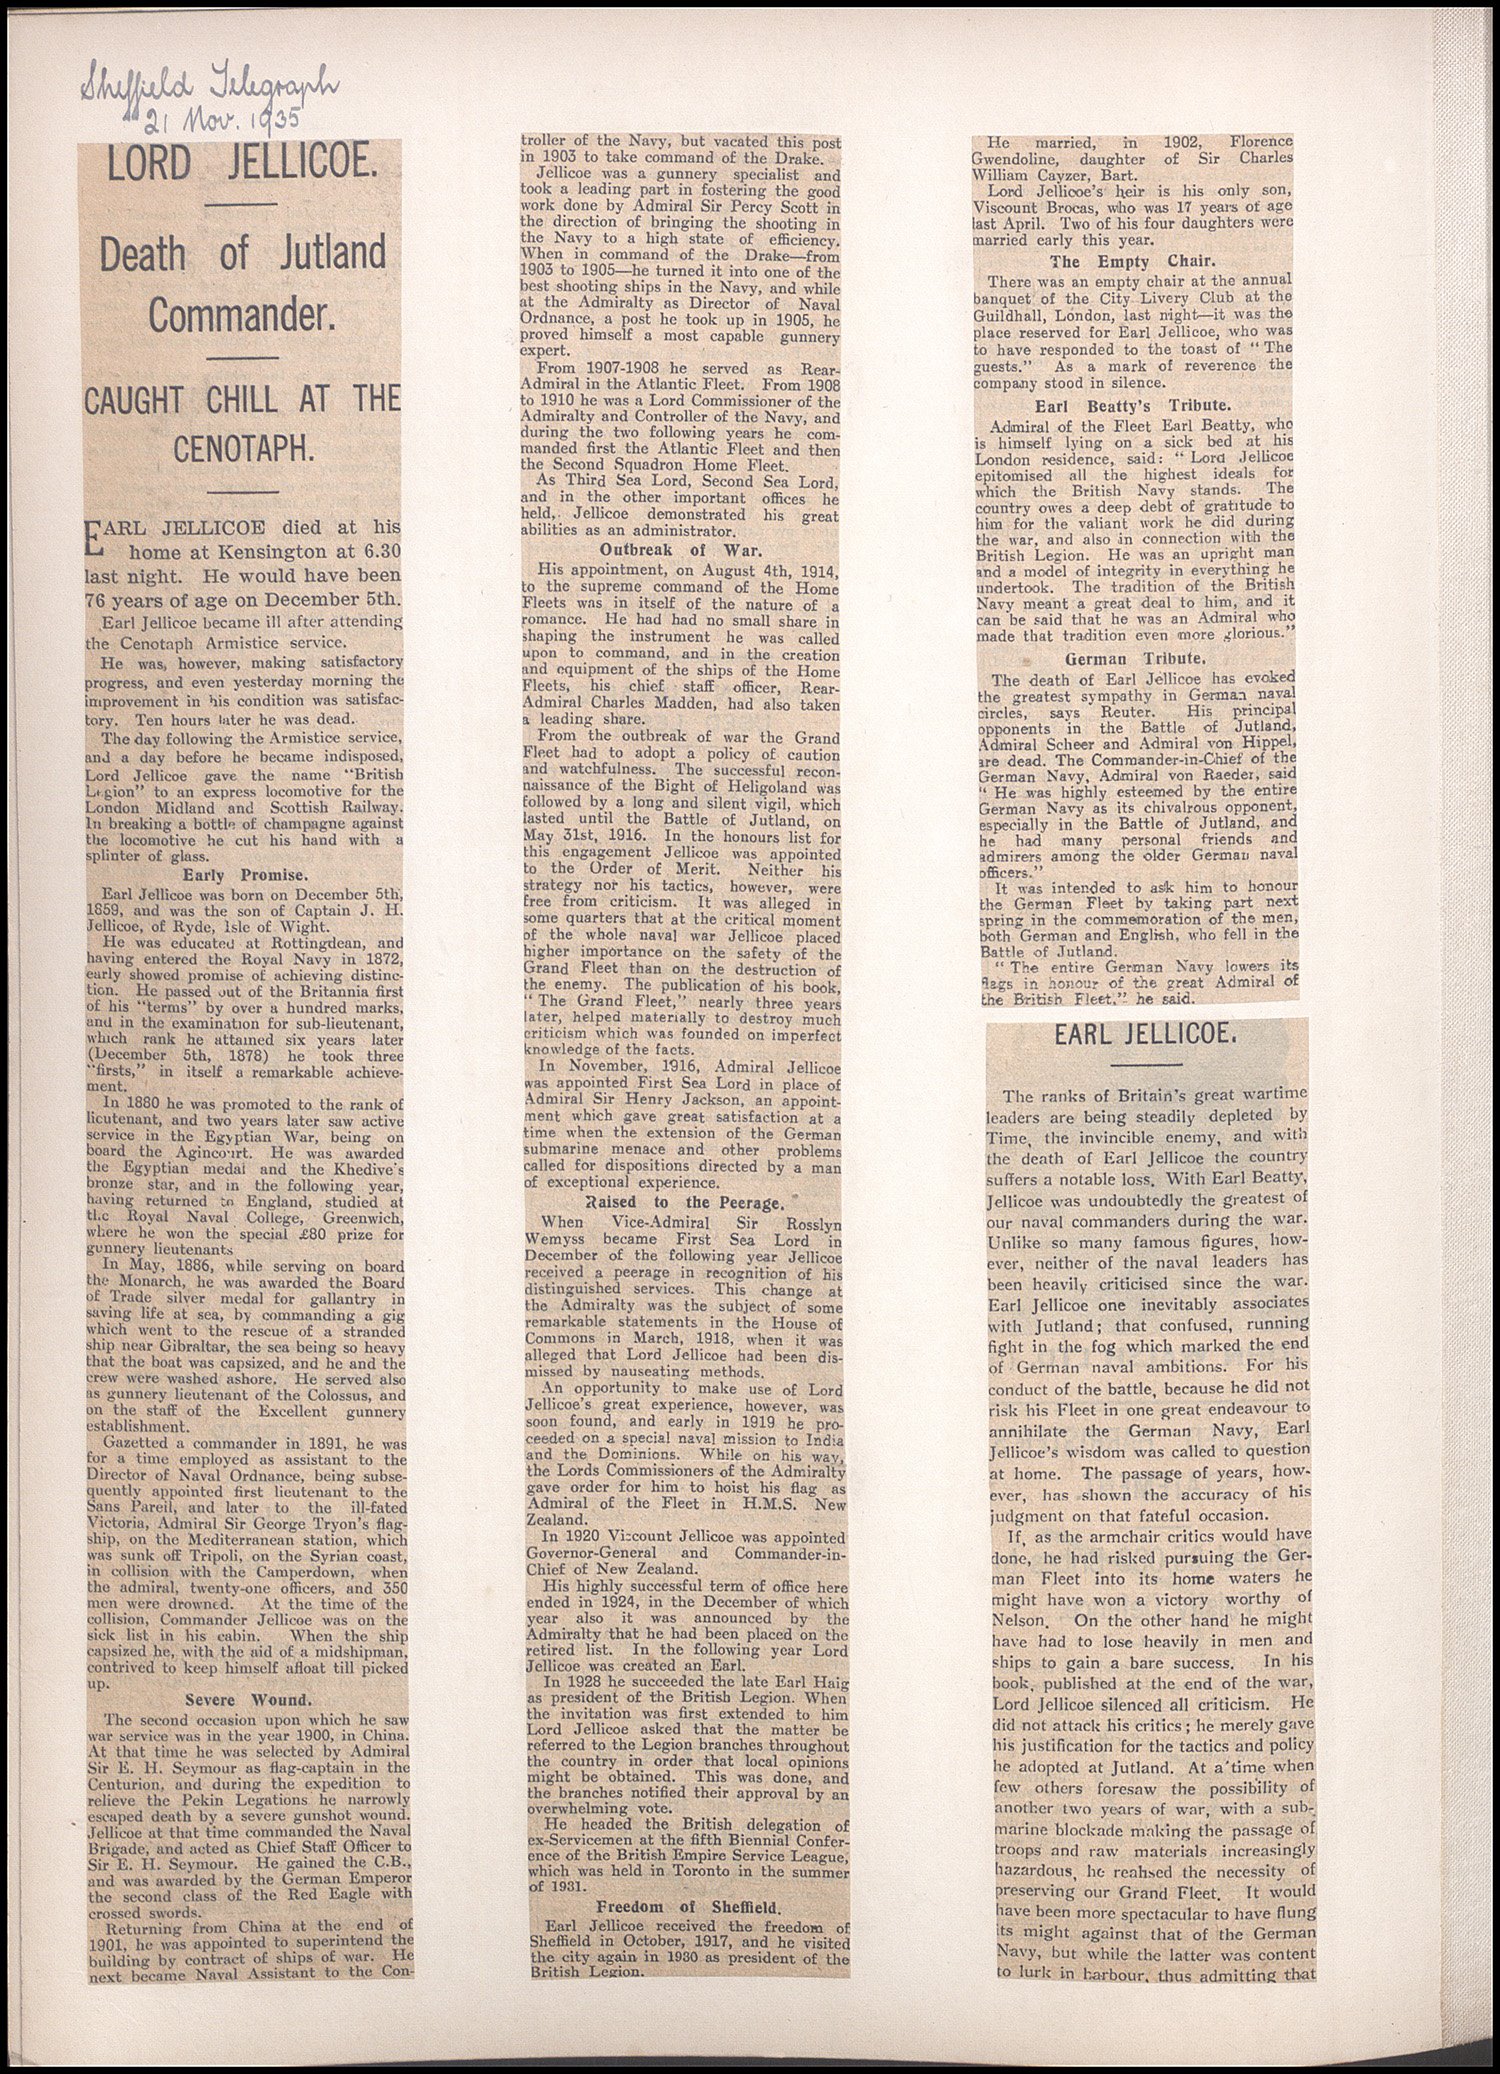 Sheffield Telegraph
21 Nov. 1935
LORD JELLICOE.
Death of Jutland
Commander.
CAUGHT CHILL AT THE
CENOTAPH.
EARL JELLICOE died at his
home at Kensington at 6.30
last night. He would have been
76 years of age on December 5th.
Earl Jellicoe became ill after attending
the Cenotaph Armistice service.
He was, however, making satisfactory
progress, and even yesterday morning the
improvement in his condition was satisfac-
tory. Ten hours later he was dead.
The day following the Armistice service,
and a day before he became indisposed,
Lord Jellicoe gave the name "British
Legion" to an express locomotive for the
London Midland and Scottish Railway.
In breaking a bottle of champagne against
the locomotive he cut his hand with a
splinter of glass.
Early Promise.
Earl Jellicoe was born on December 5th,
1859, and was the son of Captain J. H.
Jellicoe, of Ryde, Isle of Wight.
He was educated at Rottingdean, and
having entered the Royal Navy in 1872,
early showed promise of achieving distinc-
tion. He passed out of the Britannia first
of his "terms" by over a hundred marks,
and in the examination for sub-lieutenant,
which rank he attained six years later
(December 5th, 1878) he took three
"firsts," in itself a remarkable achieve-
ment.
In 1880 he was promoted to the rank of
lieutenant, and two years later saw active
service in the Egyptian War, being on
board the Agincourt. He was awarded
the Egyptian medal and the Khedive's
bronze star, and in the following year,
having returned to England, studied at
the Royal Naval College, Greenwich,
where he won the special £80 prize for
gunnery lieutenants
In May, 1886, while serving on board
the Monarch, he was awarded the Board
of Trade silver medal for gallantry in
saving life at sea, by commanding a gig
which went to the rescue of a stranded
ship near Gibraltar, the sea being so heavy
that the boat was capsized, and he and the
crew were washed ashore. He served also
as gunnery lieutenant of the Colossus, and
on the staff of the Excellent gunnery
establishment.
Gazetted a commander in 1891, he was
for a time employed as assistant to the
Director of Naval Ordnance, being subse-
quently appointed first lieutenant to the
Sans Pareil, and later to the ill-fated
Victoria, Admiral Sir George Tryon's flag-
ship, on the Mediterranean station, which
was sunk off Tripoli, on the Syrian coast,
in collision with the Camperdown, when
the admiral, twenty-one officers, and 350
men were drowned. At the time of the
collision, Commander Jellicoe was on the
sick list in his cabin. When the ship
capsized he, with the aid of a midshipman,
contrived to keep himself afloat till picked
up.
Severe Wound.
The second occasion upon which he saw
war service was in the year 1900, in China.
At that time he was selected by Admiral
Sir E. H. Seymour as flag-captain in the
Centurion, and during the expedition to
relieve the Pekin Legations he narrowly
escaped death by a severe gunshot wound.
Jellicoe at that time commanded the Naval
Brigade, and acted as Chief Staff Officer to
Sir E. H. Seymour. He gained the C.B.,
and was awarded by the German Emperor
the second class of the Red Eagle with
crossed swords.
Returning from China at the end of
1901, he was appointed to superintend the
building by contract of ships of war. He
next became Naval Assistant to the Con-
troller of the Navy, but vacated this post
in 1903 to take command of the Drake.
Jellicoe was a gunnery specialist and
took a leading part in fostering the good
work done by Admiral Sir Percy Scott in
the direction of bringing the shooting in
the Navy to a high state of efficiency.
When in command of the Drake—from
1903 to 1905—he turned it into one of the
best shooting ships in the Navy, and while
at the Admiralty as Director of Naval
Ordnance, a post he took up in 1905, he
proved himself a most capable gunnery
expert.
From 1907-1908 he served as Rear-
Admiral in the Atlantic Fleet. From 1908
to 1910 he was a Lord Commissioner of the
Admiralty and Controller of the Navy, and
during the two following years he com-
manded first the Atlantic Fleet and then
the Second Squadron Home Fleet.
As Third Sea Lord, Second Sea Lord,
and in the other important offices he
held, Jellicoe demonstrated his great
abilities as an administrator.
Outbreak of War.
His appointment, on August 4th, 1914,
to the supreme command of the Home
Fleets was in itself of the nature of a
romance. He had had no small share in
shaping the instrument he was called
upon to command, and in the creation
and equipment of the ships of the Home
Fleets, his chief staff officer, Rear-
Admiral Charles Madden, had also taken
a leading share.
From the outbreak of war the Grand
Fleet had to adopt a policy of caution
and watchfulness. The successful recon-
naissance of the Bight of Heligoland was
followed by a long and silent vigil, which
lasted until the Battle of Jutland, on
May 31st, 1916. In the honours list for
this engagement Jellicoe was appointed
to the Order of Merit. Neither his
strategy nor his tactics, however, were
free from criticism. It was alleged in
some quarters that at the critical moment
of the whole naval war Jellicoe placed
higher importance on the safety of the
Grand Fleet than on the destruction of
the enemy. The publication of his book,
"The Grand Fleet," nearly three years
later, helped materially to destroy much
criticism which was founded on imperfect
knowledge of the facts.
In November, 1916, Admiral Jellicoe
was appointed First Sea Lord in place of
Admiral Sir Henry Jackson, an appoint-
ment which gave great satisfaction at a
time when the extension of the German
submarine menace and other problems
called for dispositions directed by a man
of exceptional experience.
Raised to the Peerage.
When Vice-Admiral Sir Rosslyn
Wemyss became First Sea Lord in
December of the following year Jellicoe
received a peerage in recognition of his
distinguished services. This change at
the Admiralty was the subject of some
remarkable statements in the House of
Commons in March, 1918, when it was
alleged that Lord Jellicoe had been dis-
missed by nauseating methods.
An opportunity to make use of Lord
Jellicoe's great experience, however, was
soon found, and early in 1919 he pro-
ceeded on a special naval mission to India
and the Dominions. While on his way,
the Lords Commissioners of the Admiralty
gave order for him to hoist his flag as
Admiral of the Fleet in H.M.S. New
Zealand.
In 1920 Viscount Jellicoe was appointed
Governor-General and Commander-in-
Chief of New Zealand.
His highly successful term of office here
ended in 1924, in the December of which
year also it was announced by the
Admiralty that he had been placed on the
retired list. In the following year Lord
Jellicoe was created an Earl.
In 1928 he succeeded the late Earl Haig
as president of the British Legion. When
the invitation was first extended to him
Lord Jellicoe asked that the matter be
referred to the Legion branches throughout
the country in order that local opinions
might be obtained. This was done, and
the branches notified their approval by an
overwhelming vote.
He headed the British delegation of
ex-Servicemen at the fifth Biennial Confer-
ence of the British Empire Service League,
which was held in Toronto in the summer
of 1931.
Freedom of Sheffield.
Earl Jellicoe received the freedom of
Sheffield in October, 1917, and he visited
the city again in 1930 as president of the
British Legion.
He married, in 1902, Florence
Gwendoline, daughter of Sir Charles
William Cayzer, Bart.
Lord Jellicoe's heir is his only son,
Viscount Brocas, who was 17 years of age
last April. Two of his four daughters were
married early this year.
The Empty Chair.
There was an empty chair at the annual
banquet of the City Livery Club at the
Guildhall, London, last night—it was the
place reserved for Earl Jellicoe, who was
to have responded to the toast of "The
guests." As a mark of reverence the
company stood in silence.
Earl Beatty's Tribute.
Admiral of the Fleet Earl Beatty, who
is himself lying on a sick bed at his
London residence, said: "Lord Jellicoe
epitomised all the highest ideals for
which the British Navy stands. The
country owes a deep debt of gratitude to
him for the valiant work he did during
the war, and also in connection with the
British Legion. He was an upright man
and a model of integrity in everything he
undertook. The tradition of the British
Navy meant a great deal to him, and it
can be said that he was an Admiral who
made that tradition even more glorious."
German Tribute.
The death of Earl Jellicoe has evoked
the greatest sympathy in German naval
circles, says Reuter. His principal
opponents in the Battle of Jutland,
Admiral Scheer and Admiral von Hippel,
are dead. The Commander-in-Chief of the
German Navy, Admiral von Raeder, said
"He was highly esteemed by the entire
German Navy as its chivalrous opponent,
especially in the Battle of Jutland, and
he had many personal friends and
admirers among the older German naval
officers."
It was intended to ask him to honour
the German Fleet by taking part next
spring in the commemoration of the men,
both German and English, who fell in the
Battle of Jutland.
"The entire German Navy lowers its
flags in honour of the great Admiral of
the British Fleet," he said.
EARL JELLICOE.
The ranks of Britain's great wartime
leaders are being steadily depleted by
Time, the invincible enemy, and with
the death of Earl Jellicoe the country
suffers a notable loss. With Earl Beatty,
Jellicoe was undoubtedly the greatest of
our naval commanders during the war.
Unlike so many famous figures, how-
ever, neither of the naval leaders has
been heavily criticised since the war.
Earl Jellicoe one inevitably associates
with Jutland; that confused, running
fight in the fog which marked the end
of German naval ambitions. For his
conduct of the battle, because he did not
risk his Fleet in one great endeavour to
annihilate the German Navy, Earl
Jellicoe's wisdom was called to question
at home. The passage of years, how-
ever, has shown the accuracy of his
judgment on that fateful occasion.
If, as the armchair critics would have
done, he had risked pursuing the Ger-
man Fleet into its home waters he
might have won a victory worthy of
Nelson. On the other hand he might
have had to lose heavily in men and
ships to gain a bare success. In his
book, published at the end of the war,
Lord Jellicoe silenced all criticism. He
did not attack his critics; he merely gave
his justification for the tactics and policy
he adopted at Jutland. At a time when
few others foresaw the possibility of
another two years of war, with a sub-
marine blockade making the passage of
troops and raw materials increasingly
hazardous, he realised the necessity of
preserving our Grand Fleet. It would
have been more spectacular to have flung
its might against that of the German
Navy, but while the latter was content
to lurk in harbour, thus admitting that